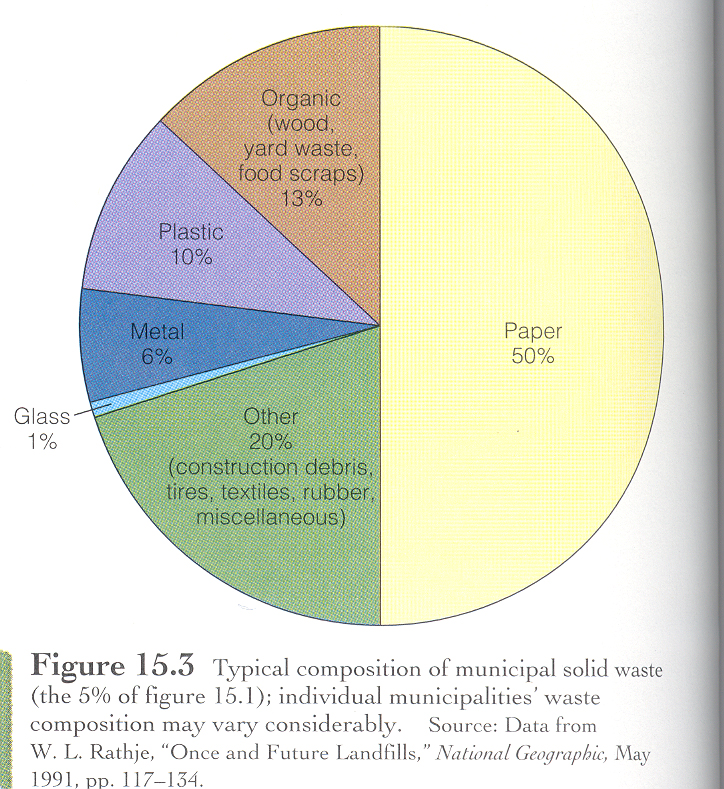 Organic
(wood,
yard waste,
food scraps)
13%
Plastic
10%
Metal
6%
Glass
1%
Other
20%
(construction debris,
tires, textiles, rubber,
miscellaneous)
Paper
50%
Figure 15.3 Typical composition of municipal solid waste
(the 5% of figure 15.1); individual municipalities' waste
composition may vary considerably. Source: Data from
W. L. Rathje, "Once and Future Landfills," National Geographic, May
1991, pp. 117–134.